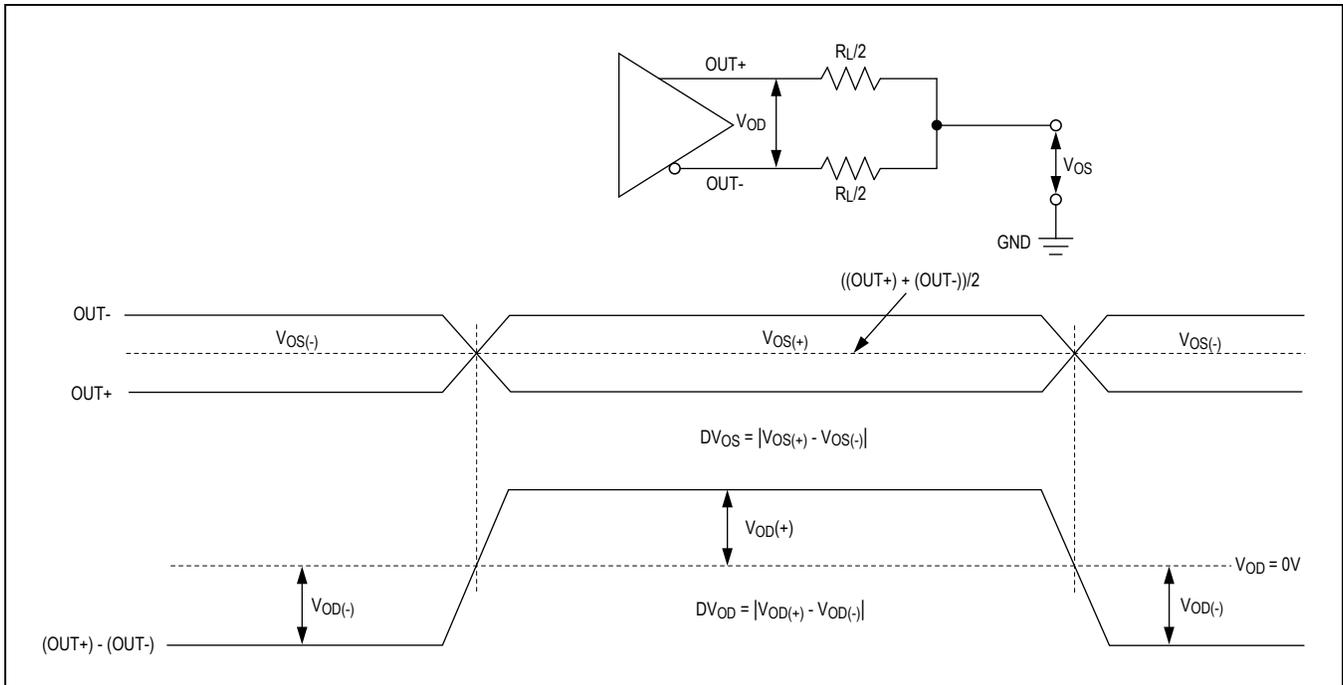 RL/2
OUT+
VOD
VOS
OUT-
RL/2
GND
((OUT+) + (OUT-))/2
OUT-
VOS(-)
VOS(+)
VOS(-)
OUT+
DVOS = |VOS(+) - VOS(-)|
VOD(+)
VOD = 0V
VOD(-)
DVOD = |VOD(+) - VOD(-)|
VOD(-)
(OUT+) - (OUT-)